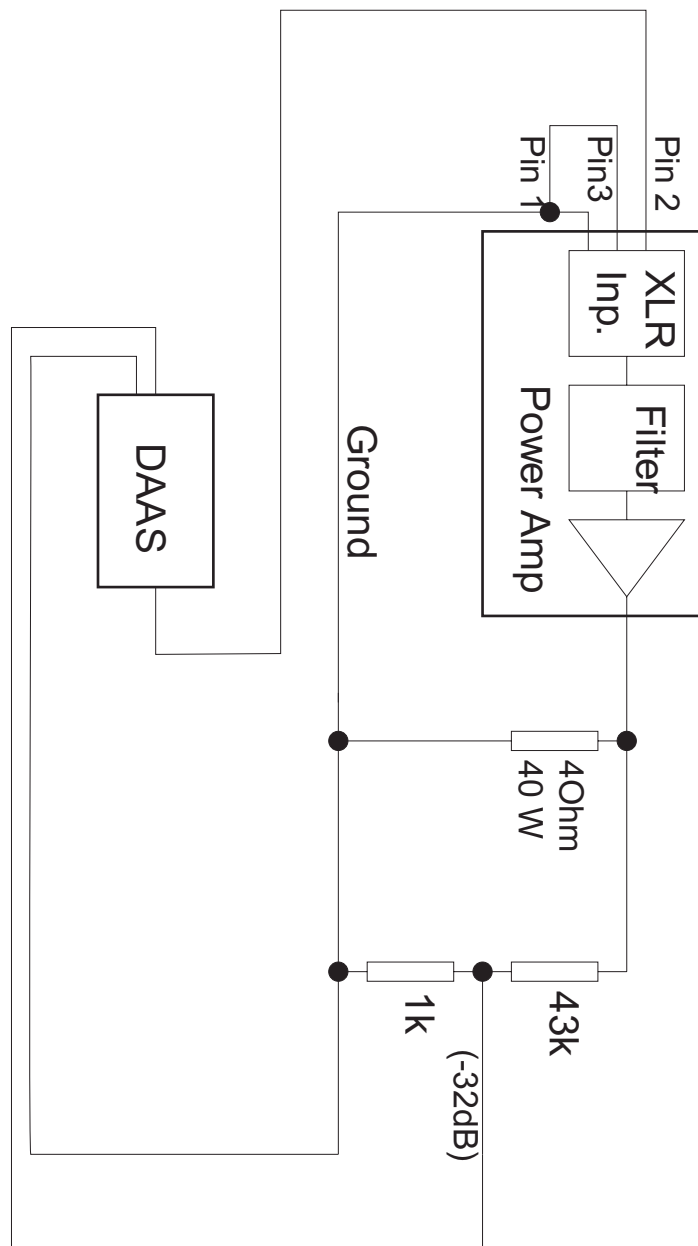 Pin 1
Pin3
Pin 2
XLR
Inp.
Filter
Power Amp
DAAS
Ground
4Ohm
40 W
1k
43k
(-32dB)